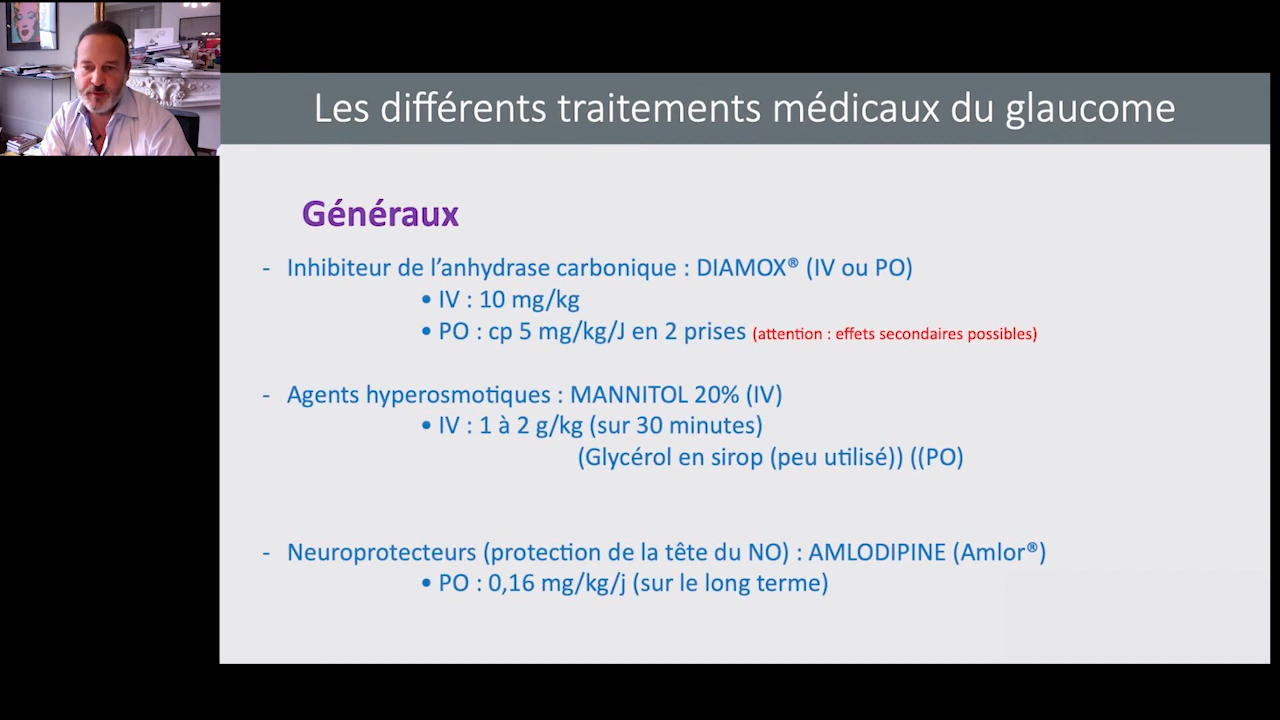 Les différents traitements médicaux du glaucome
Généraux
- Inhibiteur de l’anhydrase carbonique : DIAMOX® (IV ou PO)
• IV : 10 mg/kg
• PO : cp 5 mg/kg/J en 2 prises (attention : effets secondaires possibles)
- Agents hyperosmotiques : MANNITOL 20% (IV)
• IV : 1 à 2 g/kg (sur 30 minutes)
(Glycérol en sirop (peu utilisé)) ((PO)
- Neuroprotecteurs (protection de la tête du NO) : AMLODIPINE (Amlor®)
• PO : 0,16 mg/kg/j (sur le long terme)